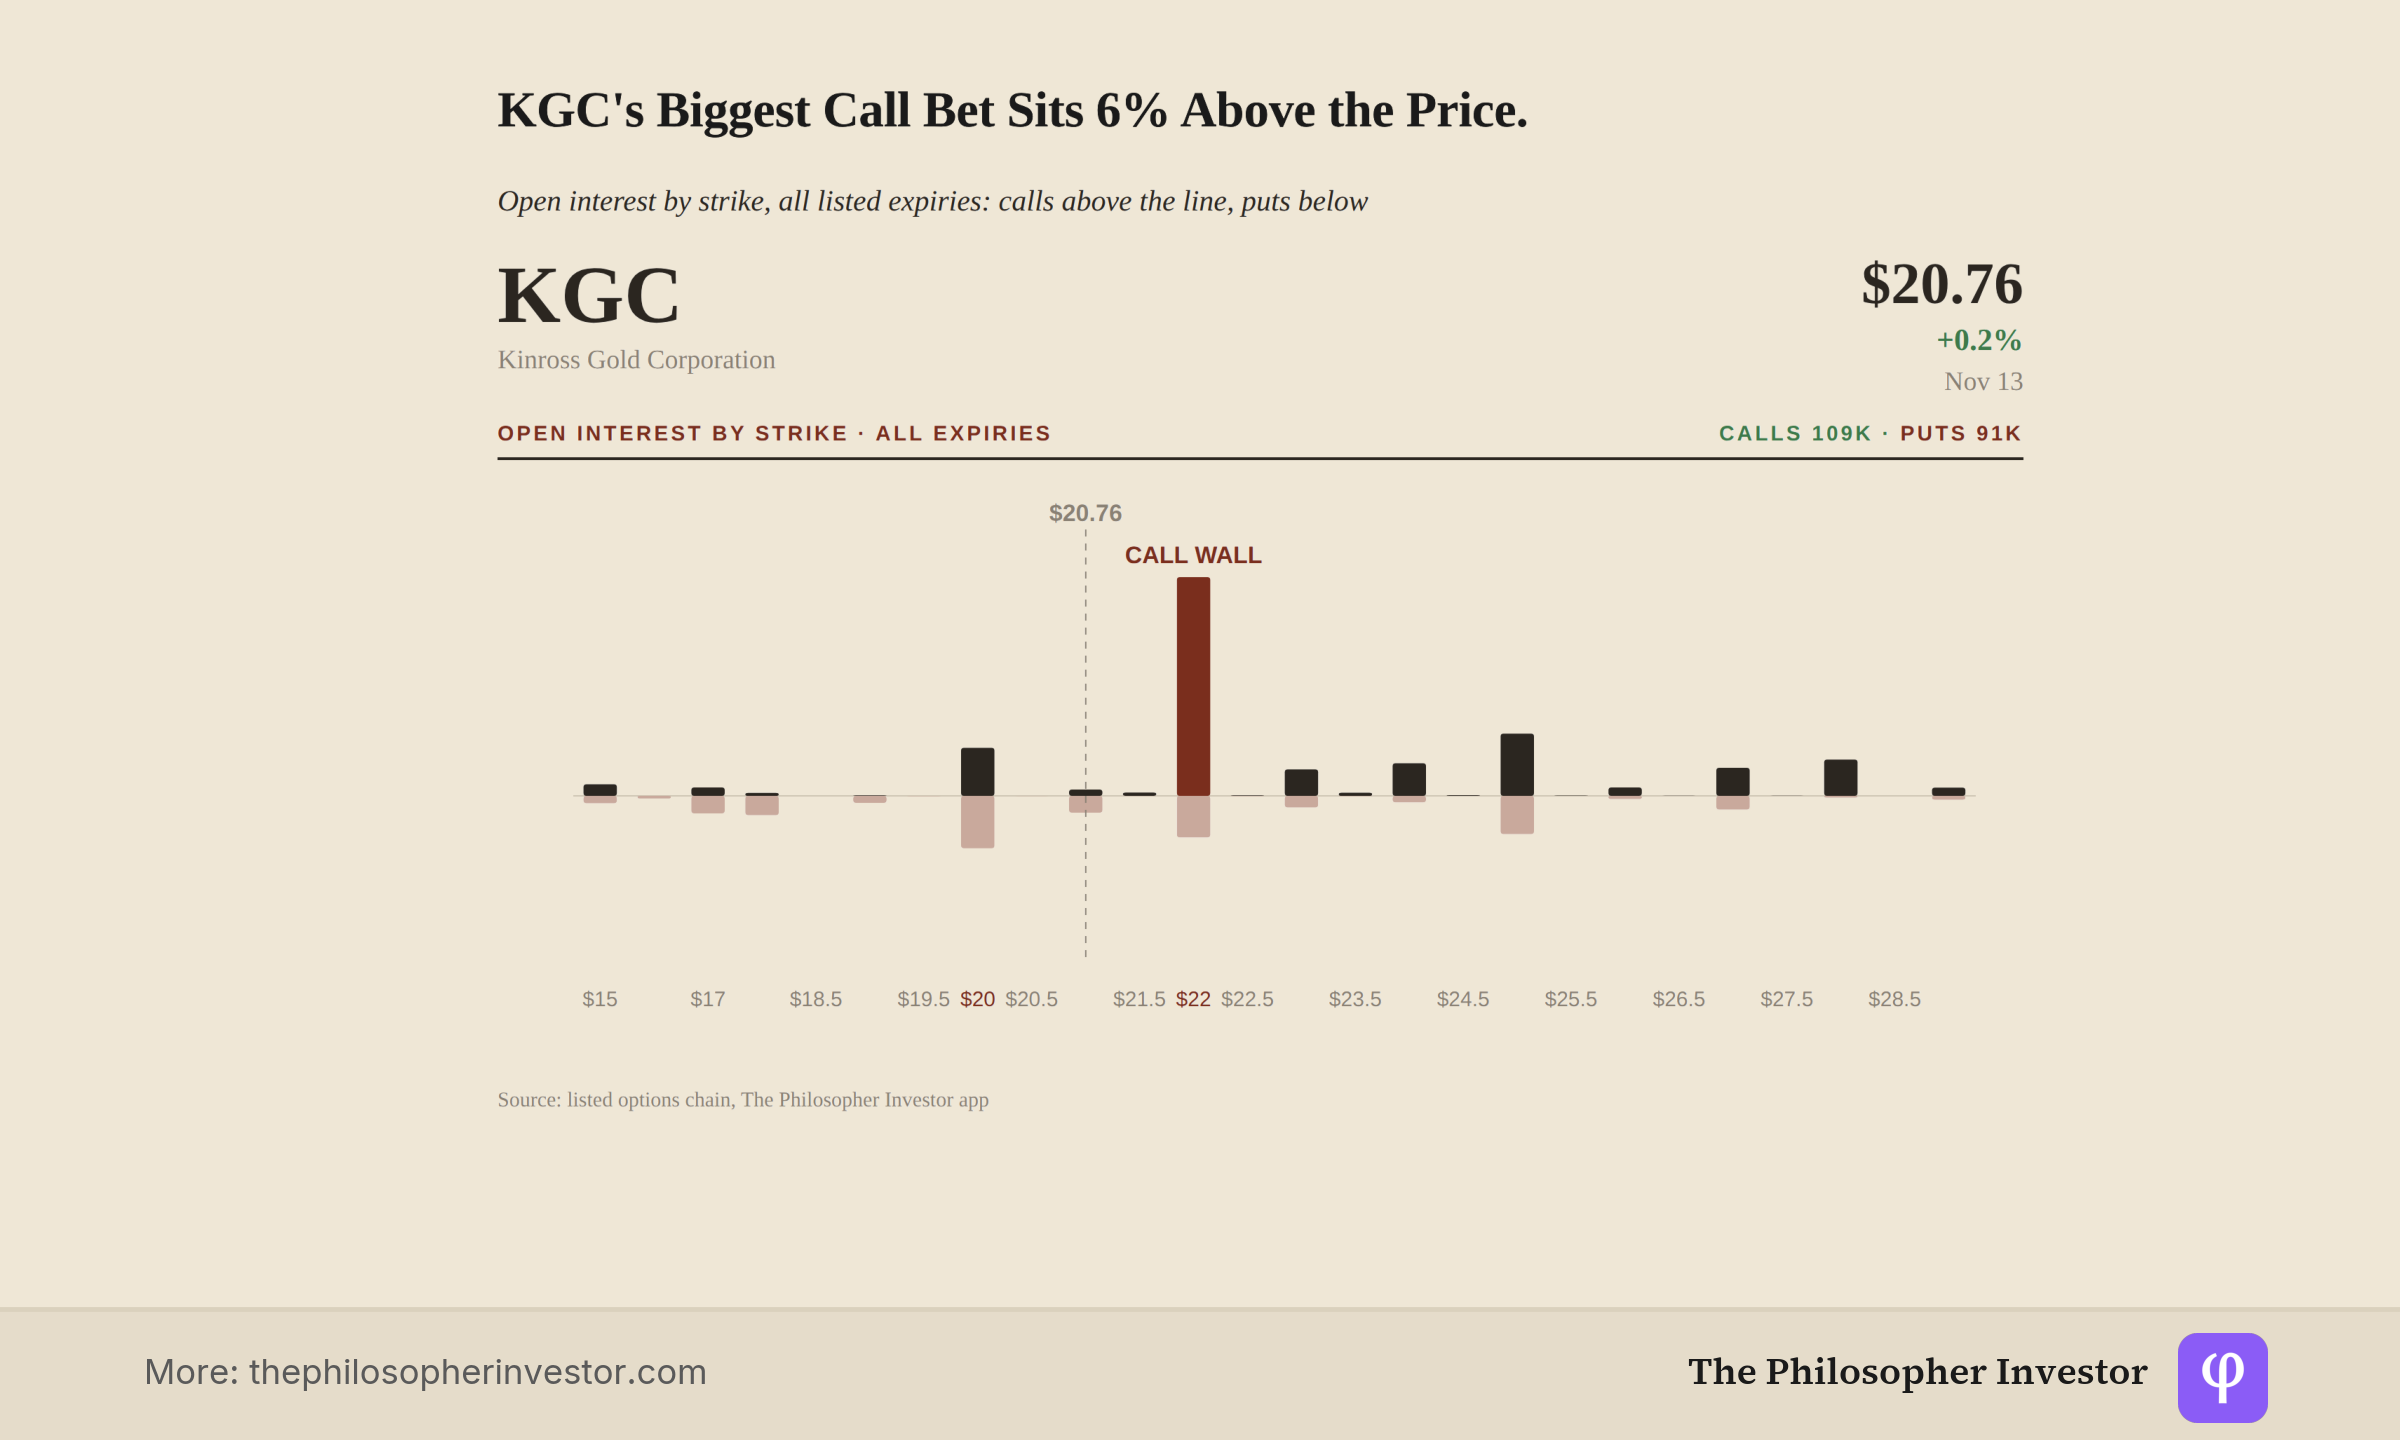 KGC's Biggest Call Bet Sits 6% Above the Price.
Open interest by strike, all listed expiries: calls above the line, puts below
KGC
$20.76
+0.2%
Kinross Gold Corporation
Nov 13
OPEN INTEREST BY STRIKE · ALL EXPIRIES
CALLS 109K · PUTS 91K
$20.76
CALL WALL
$15 $17 $18.5 $19.5 $20 $20.5 $21.5 $22 $22.5 $23.5 $24.5 $25.5 $26.5 $27.5 $28.5
Source: listed options chain, The Philosopher Investor app
More: thephilosopherinvestor.com
The Philosopher Investor
φ